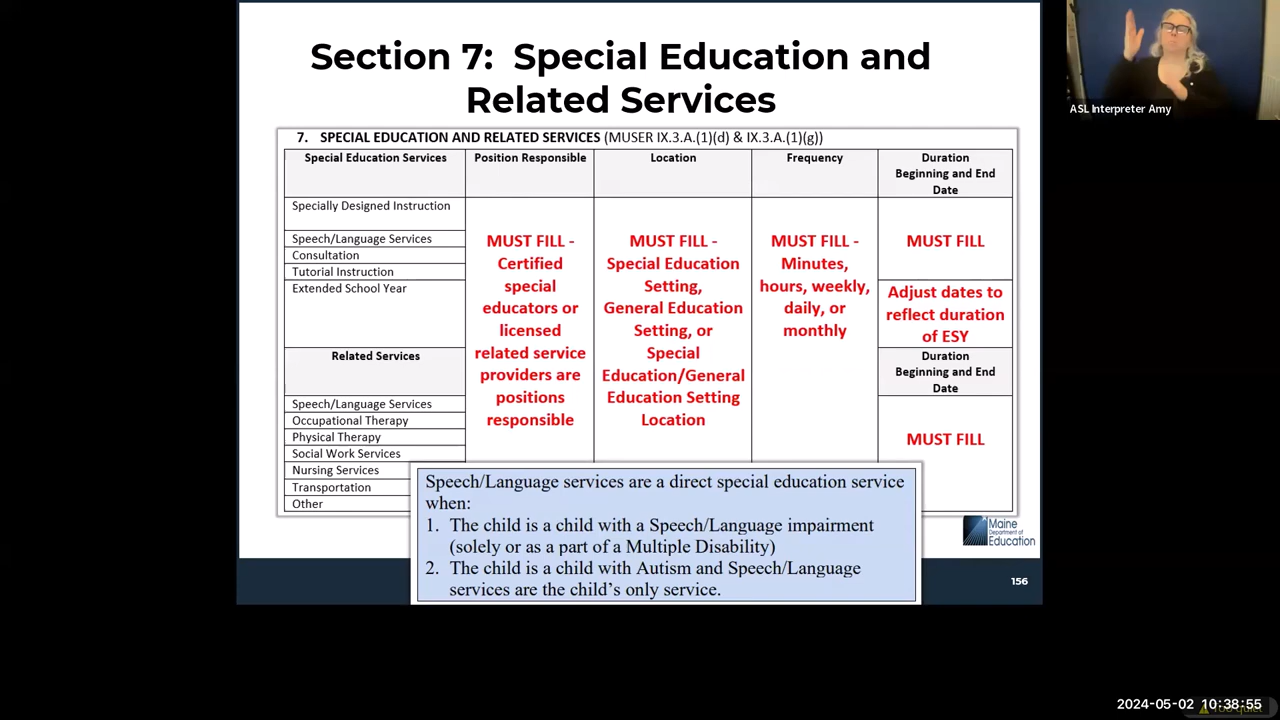 Section 7: Special Education and
Related Services
7. SPECIAL EDUCATION AND RELATED SERVICES (MUSER IX.3.A.(1)(d) & IX.3.A.(1)(g))
Special Education Services
Position Responsible
Location
Frequency
Duration
Beginning and End
Date
Specially Designed Instruction
Speech/Language Services
Consultation
Tutorial Instruction
Extended School Year
MUST FILL -
Certified
special
educators or
licensed
related service
providers are
positions
responsible
MUST FILL -
Special Education
Setting,
General Education
Setting, or
Special
Education/General
Education Setting
Location
MUST FILL -
Minutes,
hours, weekly,
daily, or
monthly
MUST FILL
Adjust dates to
reflect duration
of ESY
Related Services
Duration
Beginning and End
Date
Speech/Language Services
Occupational Therapy
Physical Therapy
Social Work Services
Nursing Services
Transportation
Other
MUST FILL
Speech/Language services are a direct special education service
when:
1. The child is a child with a Speech/Language impairment
(solely or as a part of a Multiple Disability)
2. The child is a child with Autism and Speech/Language
services are the child's only service.
Maine
Department of
Education
156
ASL Interpreter Amy
2024-05-02 10:38:55